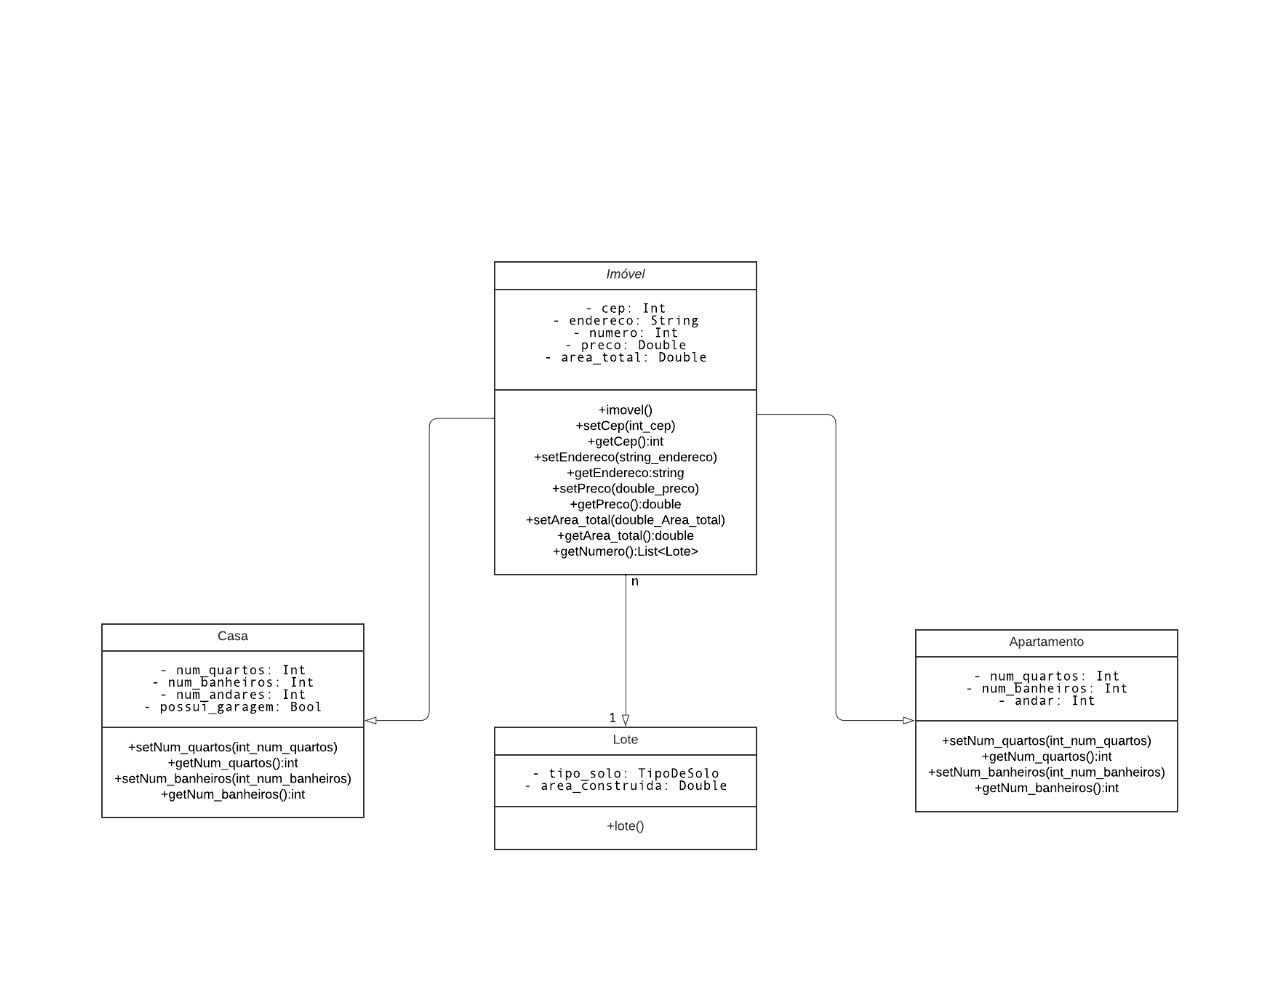 Imóvel
- cep: Int
- endereco: String
- numero: Int
- preco: Double
- area_total: Double
+imovel()
+setCep(int_cep)
+getCep():int
+setEndereco(string_endereco)
+getEndereco:string
+setPreco(double_preco)
+getPreco():double
+setArea_total(double_Area_total)
+getArea_total():double
+getNumero():List<Lote>
n
Casa
- num_quartos: Int
- num_banheiros: Int
- num_andares: Int
- possui_garagem: Bool
+setNum_quartos(int_num_quartos)
+getNum_quartos():int
+setNum_banheiros(int_num_banheiros)
+getNum_banheiros():int
1
Lote
- tipo_solo: TipoDeSolo
- area_construida: Double
+lote()
Apartamento
- num_quartos: Int
- num_banheiros: Int
- andar: Int
+setNum_quartos(int_num_quartos)
+getNum_quartos():int
+setNum_banheiros(int_num_banheiros)
+getNum_banheiros():int